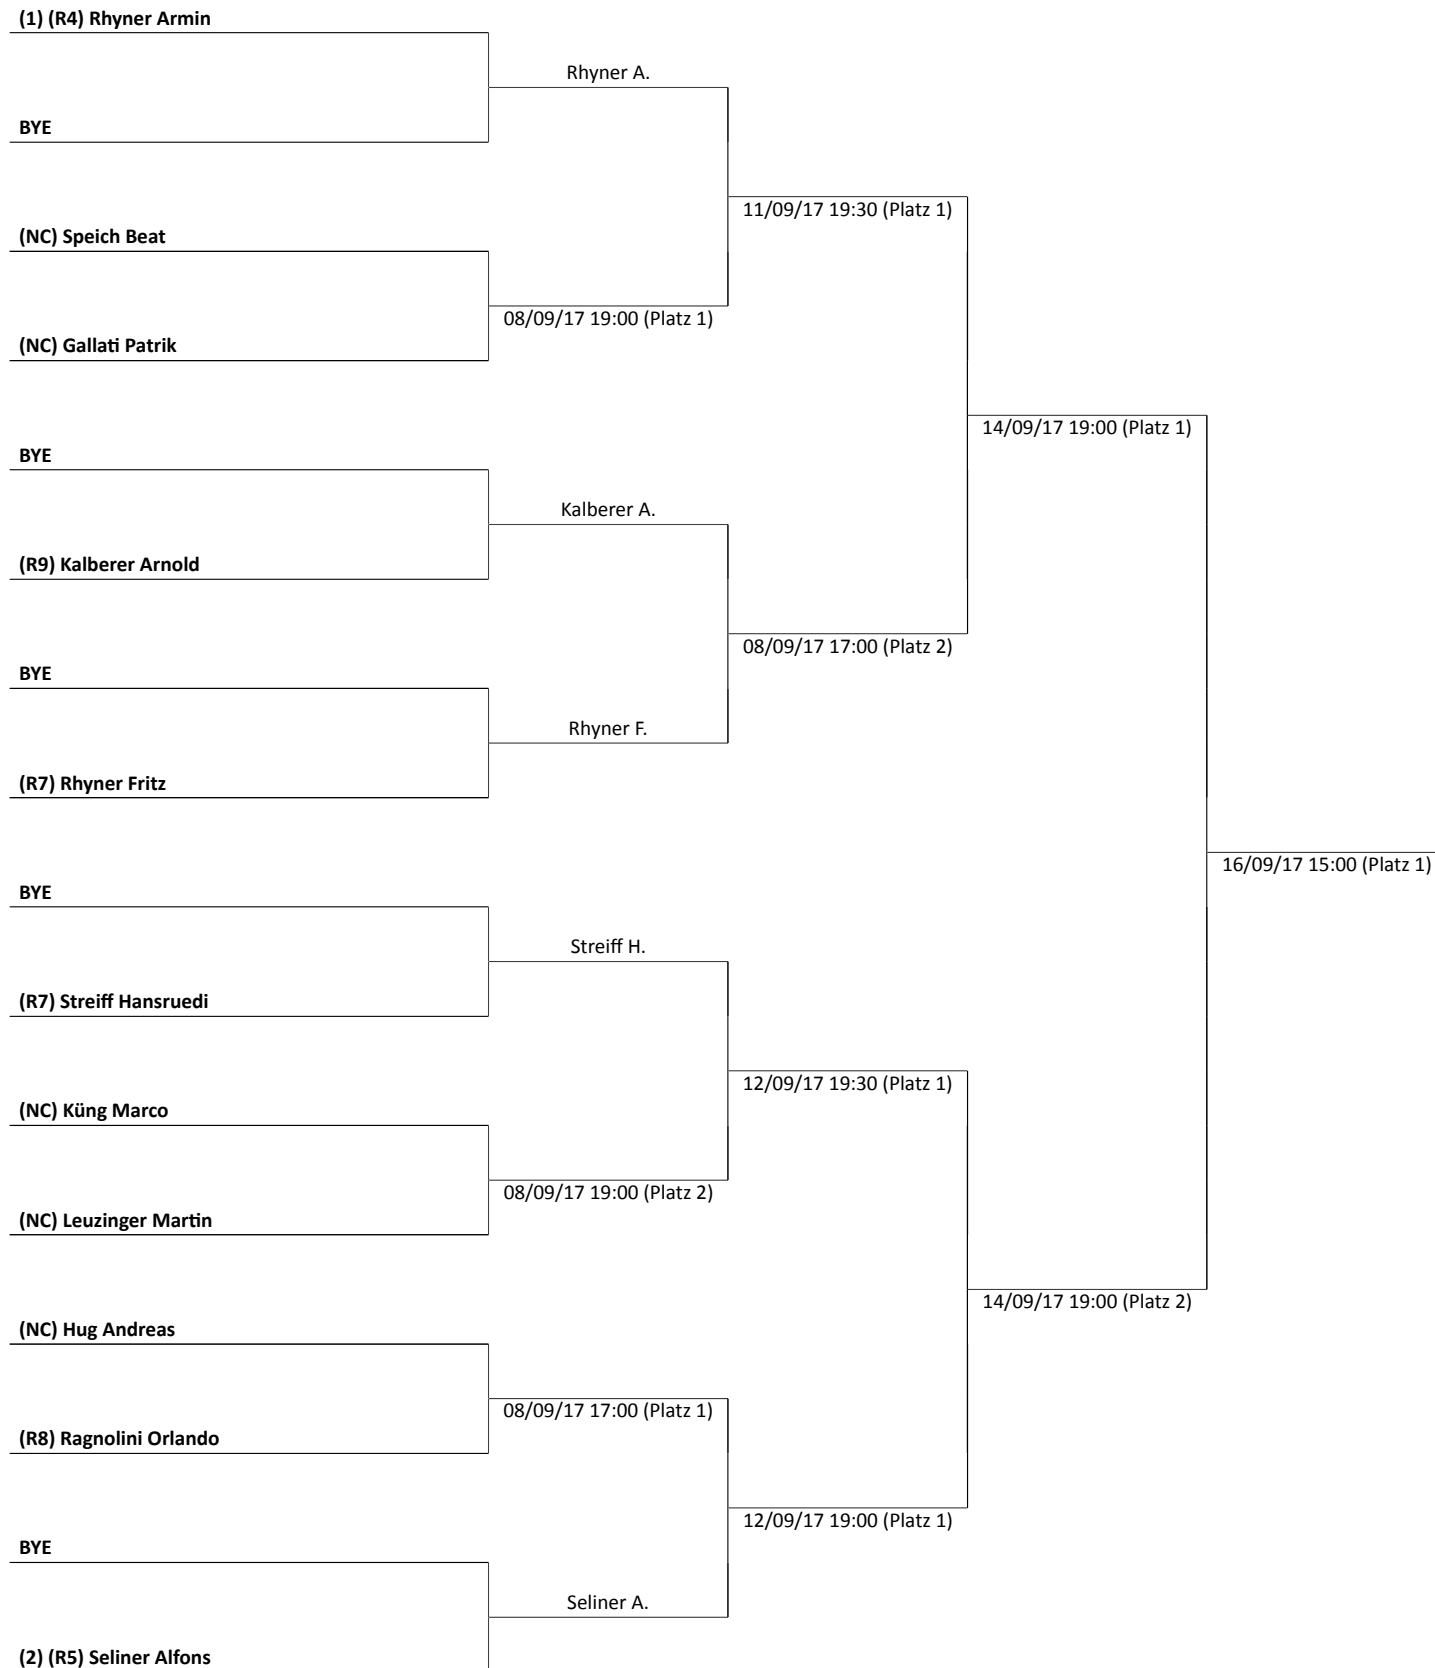 (1) (R4) Rhyner Armin
Rhyner A.
BYE
11/09/17 19:30 (Platz 1)
(NC) Speich Beat
08/09/17 19:00 (Platz 1)
(NC) Gallati Patrik
14/09/17 19:00 (Platz 1)
BYE
Kalberer A.
(R9) Kalberer Arnold
08/09/17 17:00 (Platz 2)
BYE
Rhyner F.
(R7) Rhyner Fritz
16/09/17 15:00 (Platz 1)
BYE
Streiff H.
(R7) Streiff Hansruedi
12/09/17 19:30 (Platz 1)
(NC) Küng Marco
08/09/17 19:00 (Platz 2)
(NC) Leuzinger Martin
14/09/17 19:00 (Platz 2)
(NC) Hug Andreas
08/09/17 17:00 (Platz 1)
(R8) Ragnolini Orlando
12/09/17 19:00 (Platz 1)
BYE
Seliner A.
(2) (R5) Seliner Alfons